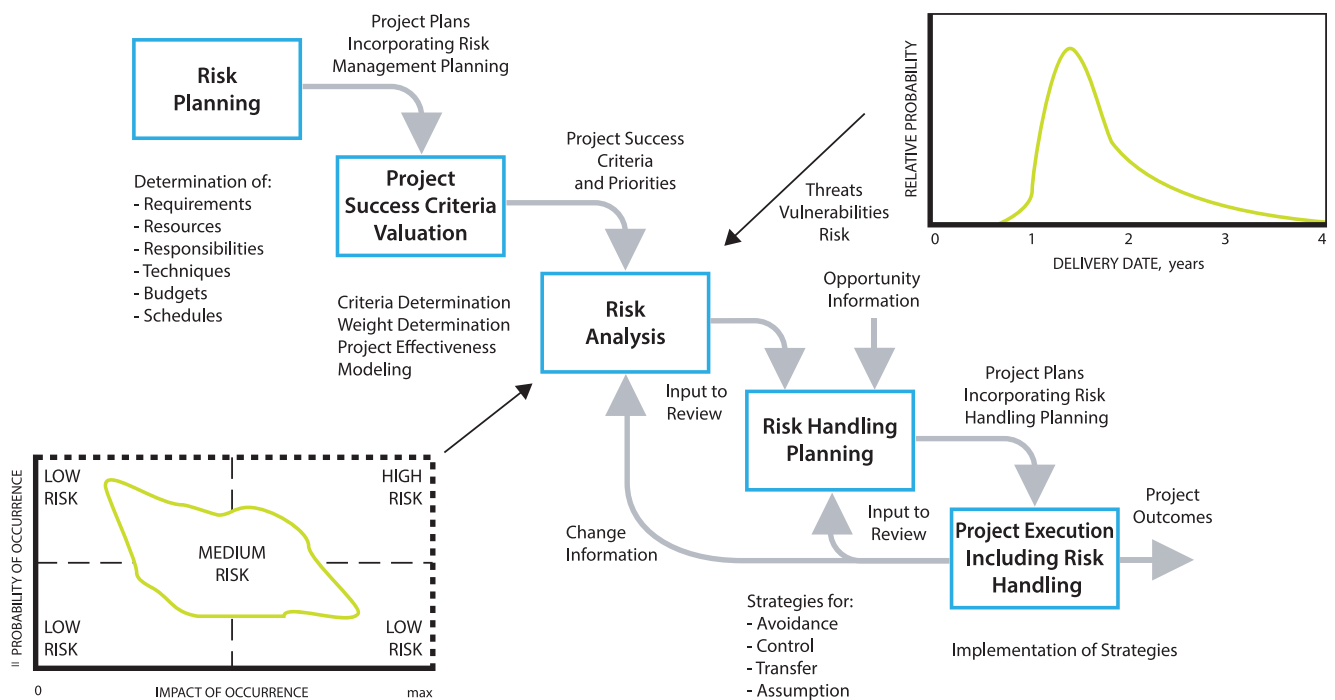 Risk
Planning
Project Plans
Incorporating Risk
Management Planning
Determination of:
- Requirements
- Resources
- Responsibilities
- Techniques
- Budgets
- Schedules
Project
Success Criteria
Valuation
Project Success
Criteria
and Priorities
Criteria Determination
Weight Determination
Project Effectiveness
Modeling
Threats
Vulnerabilities
Risk
RELATIVE PROBABILITY
0 1 2 3 4
DELIVERY DATE, years
Risk
Analysis
Opportunity
Information
Input to
Review
Risk Handling
Planning
Project Plans
Incorporating Risk
Handling Planning
Change
Information
Input to
Review
Project Execution
Including Risk
Handling
Project
Outcomes
Strategies for:
- Avoidance
- Control
- Transfer
- Assumption
Implementation of Strategies
= PROBABILITY OF OCCURRENCE
LOW
RISK
HIGH
RISK
MEDIUM
RISK
LOW
RISK
LOW
RISK
0 IMPACT OF OCCURRENCE max